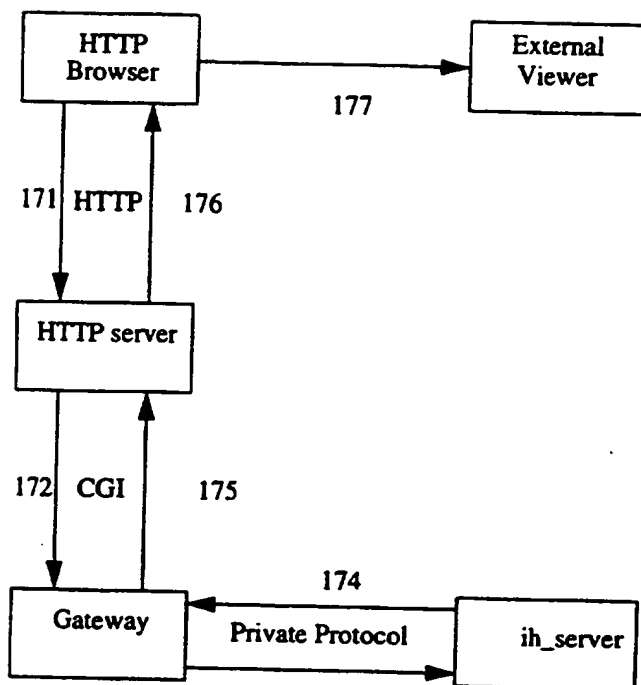 HTTP
Browser
External
Viewer
177
171 HTTP 176
HTTP server
172 CGI 175
174
Gateway
Private Protocol
ih_server